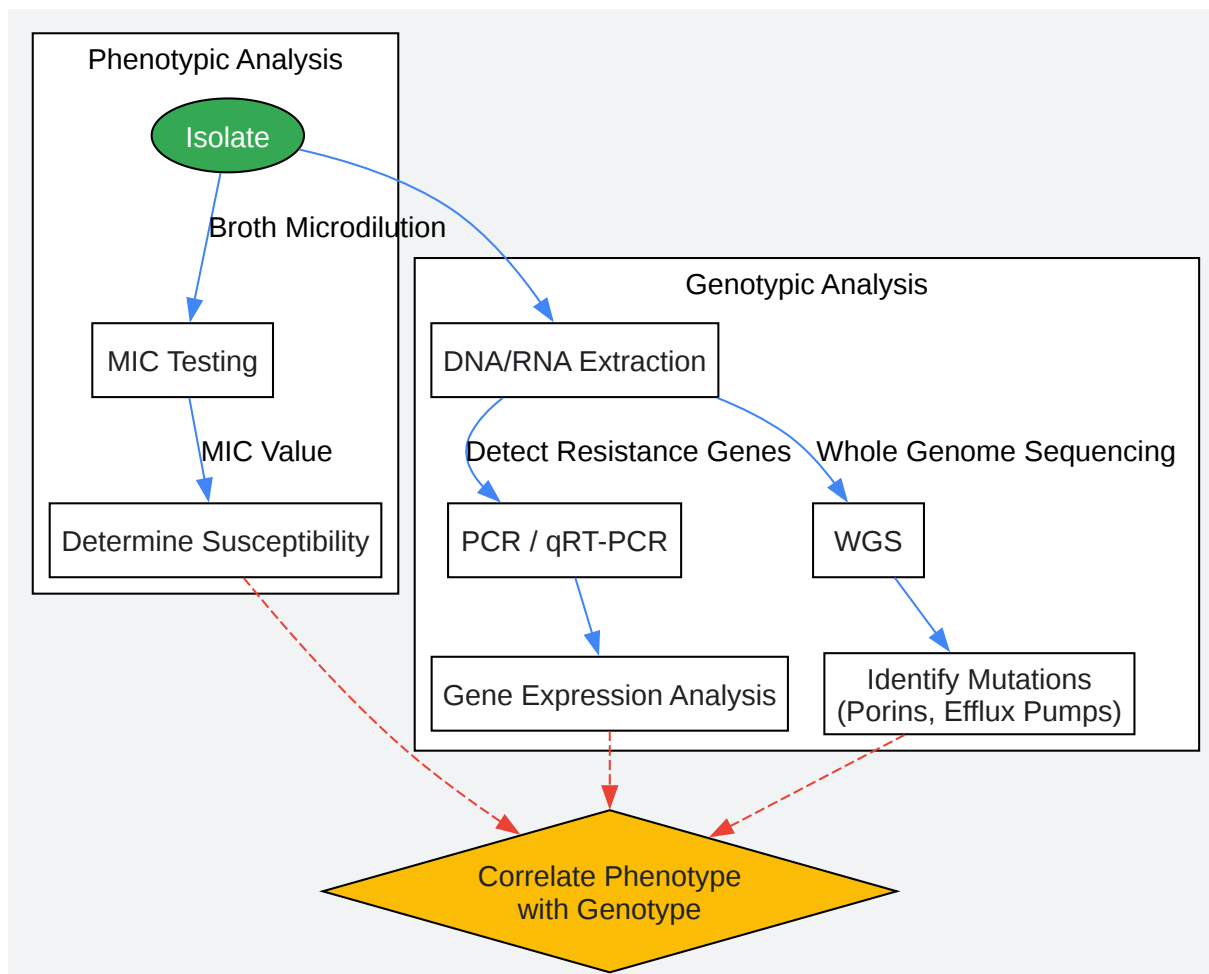 Phenotypic Analysis
Isolate
Broth Microdilution
MIC Testing
MIC Value
Determine Susceptibility
Genotypic Analysis
DNA/RNA Extraction
Detect Resistance Genes
Whole Genome Sequencing
PCR / qRT-PCR
WGS
Gene Expression Analysis
Identify Mutations
(Porins, Efflux Pumps)
Correlate Phenotype
with Genotype